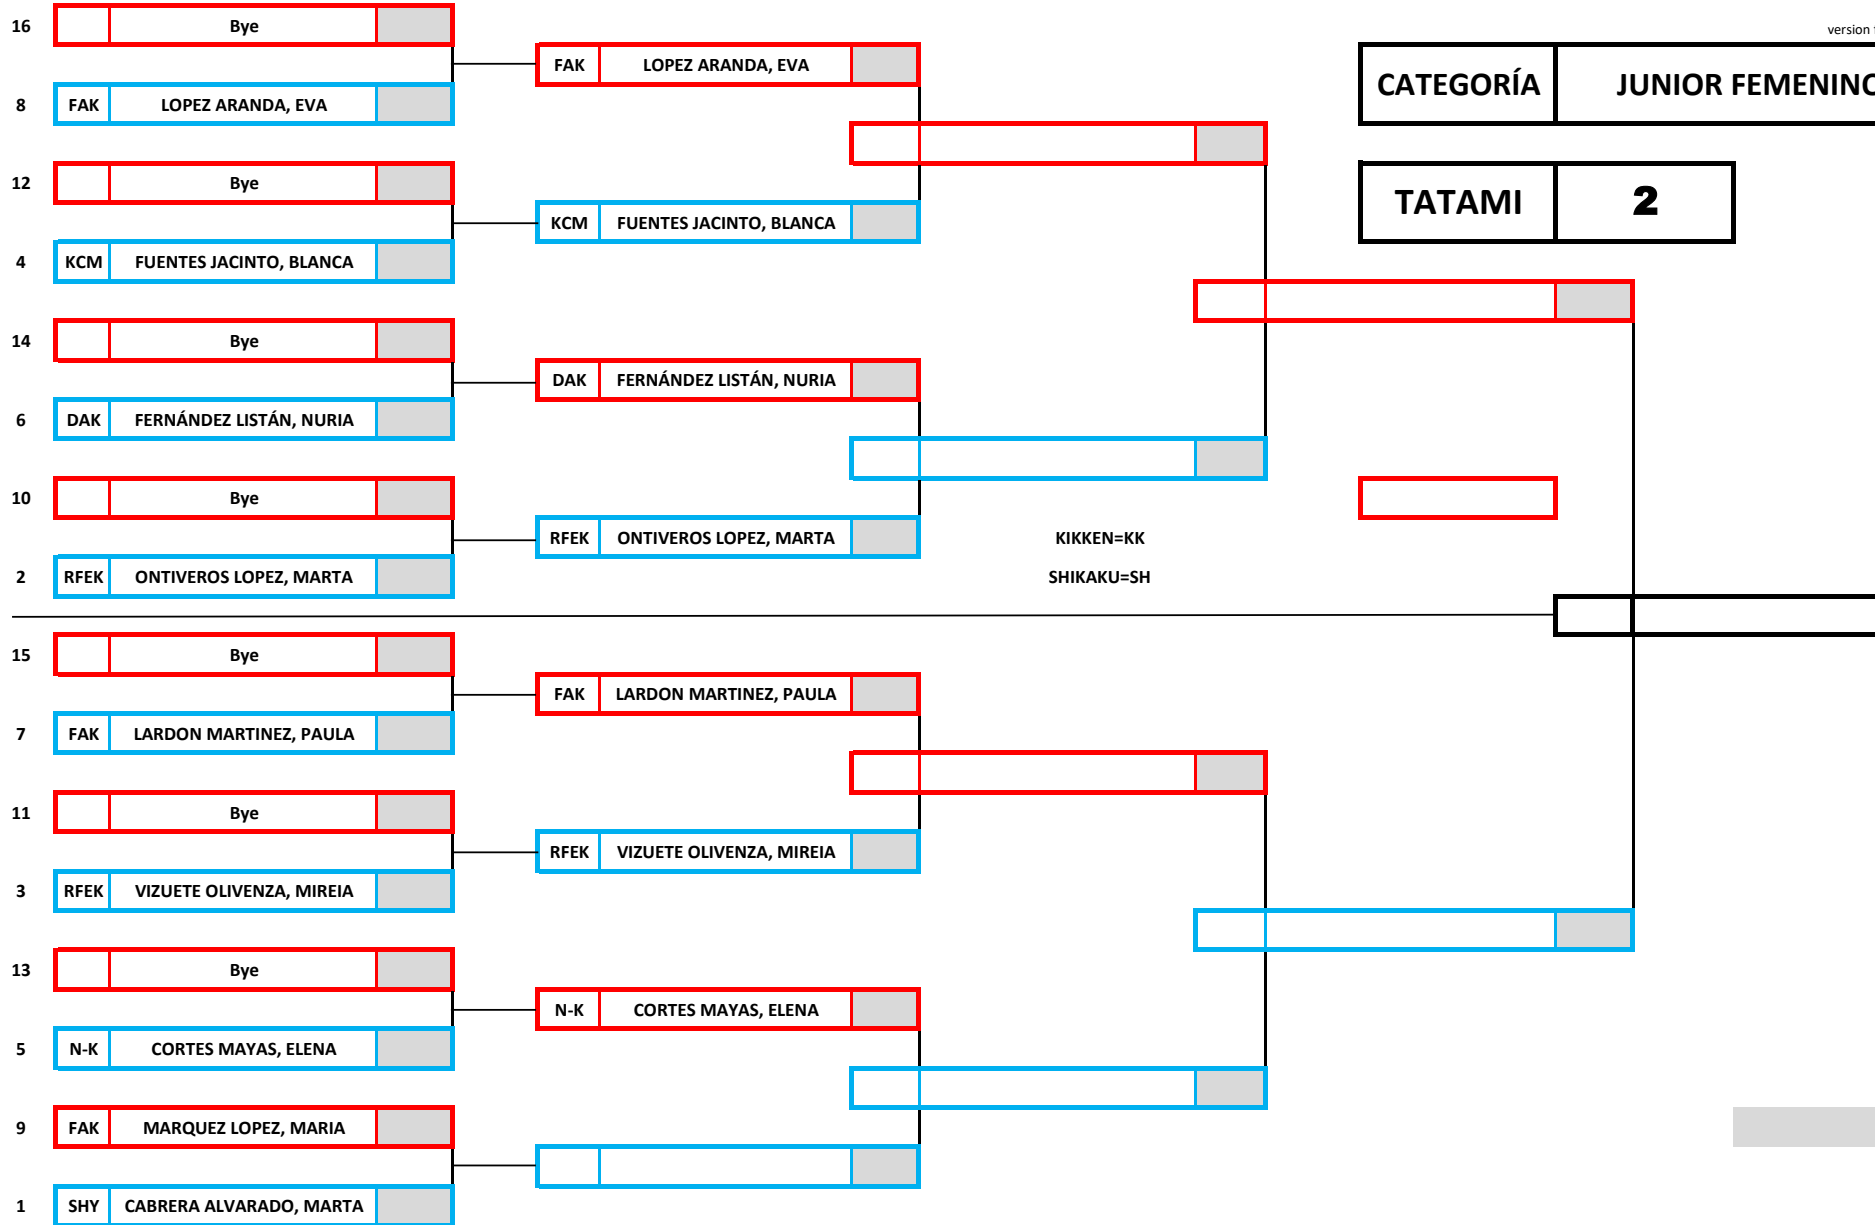 16 Bye
version
FAK LOPEZ ARANDA, EVA
CATEGORÍA JUNIOR FEMENINO
8 FAK LOPEZ ARANDA, EVA
12 Bye
TATAMI 2
KCM FUENTES JACINTO, BLANCA
4 KCM FUENTES JACINTO, BLANCA
14 Bye
DAK FERNÁNDEZ LISTÁN, NURIA
6 DAK FERNÁNDEZ LISTÁN, NURIA
10 Bye
RFEK ONTIVEROS LOPEZ, MARTA
KIKKEN=KK
2 RFEK ONTIVEROS LOPEZ, MARTA
SHIKAKU=SH
15 Bye
FAK LARDON MARTINEZ, PAULA
7 FAK LARDON MARTINEZ, PAULA
11 Bye
RFEK VIZUETE OLIVENZA, MIREIA
3 RFEK VIZUETE OLIVENZA, MIREIA
13 Bye
N-K CORTES MAYAS, ELENA
5 N-K CORTES MAYAS, ELENA
9 FAK MARQUEZ LOPEZ, MARIA
1 SHY CABRERA ALVARADO, MARTA